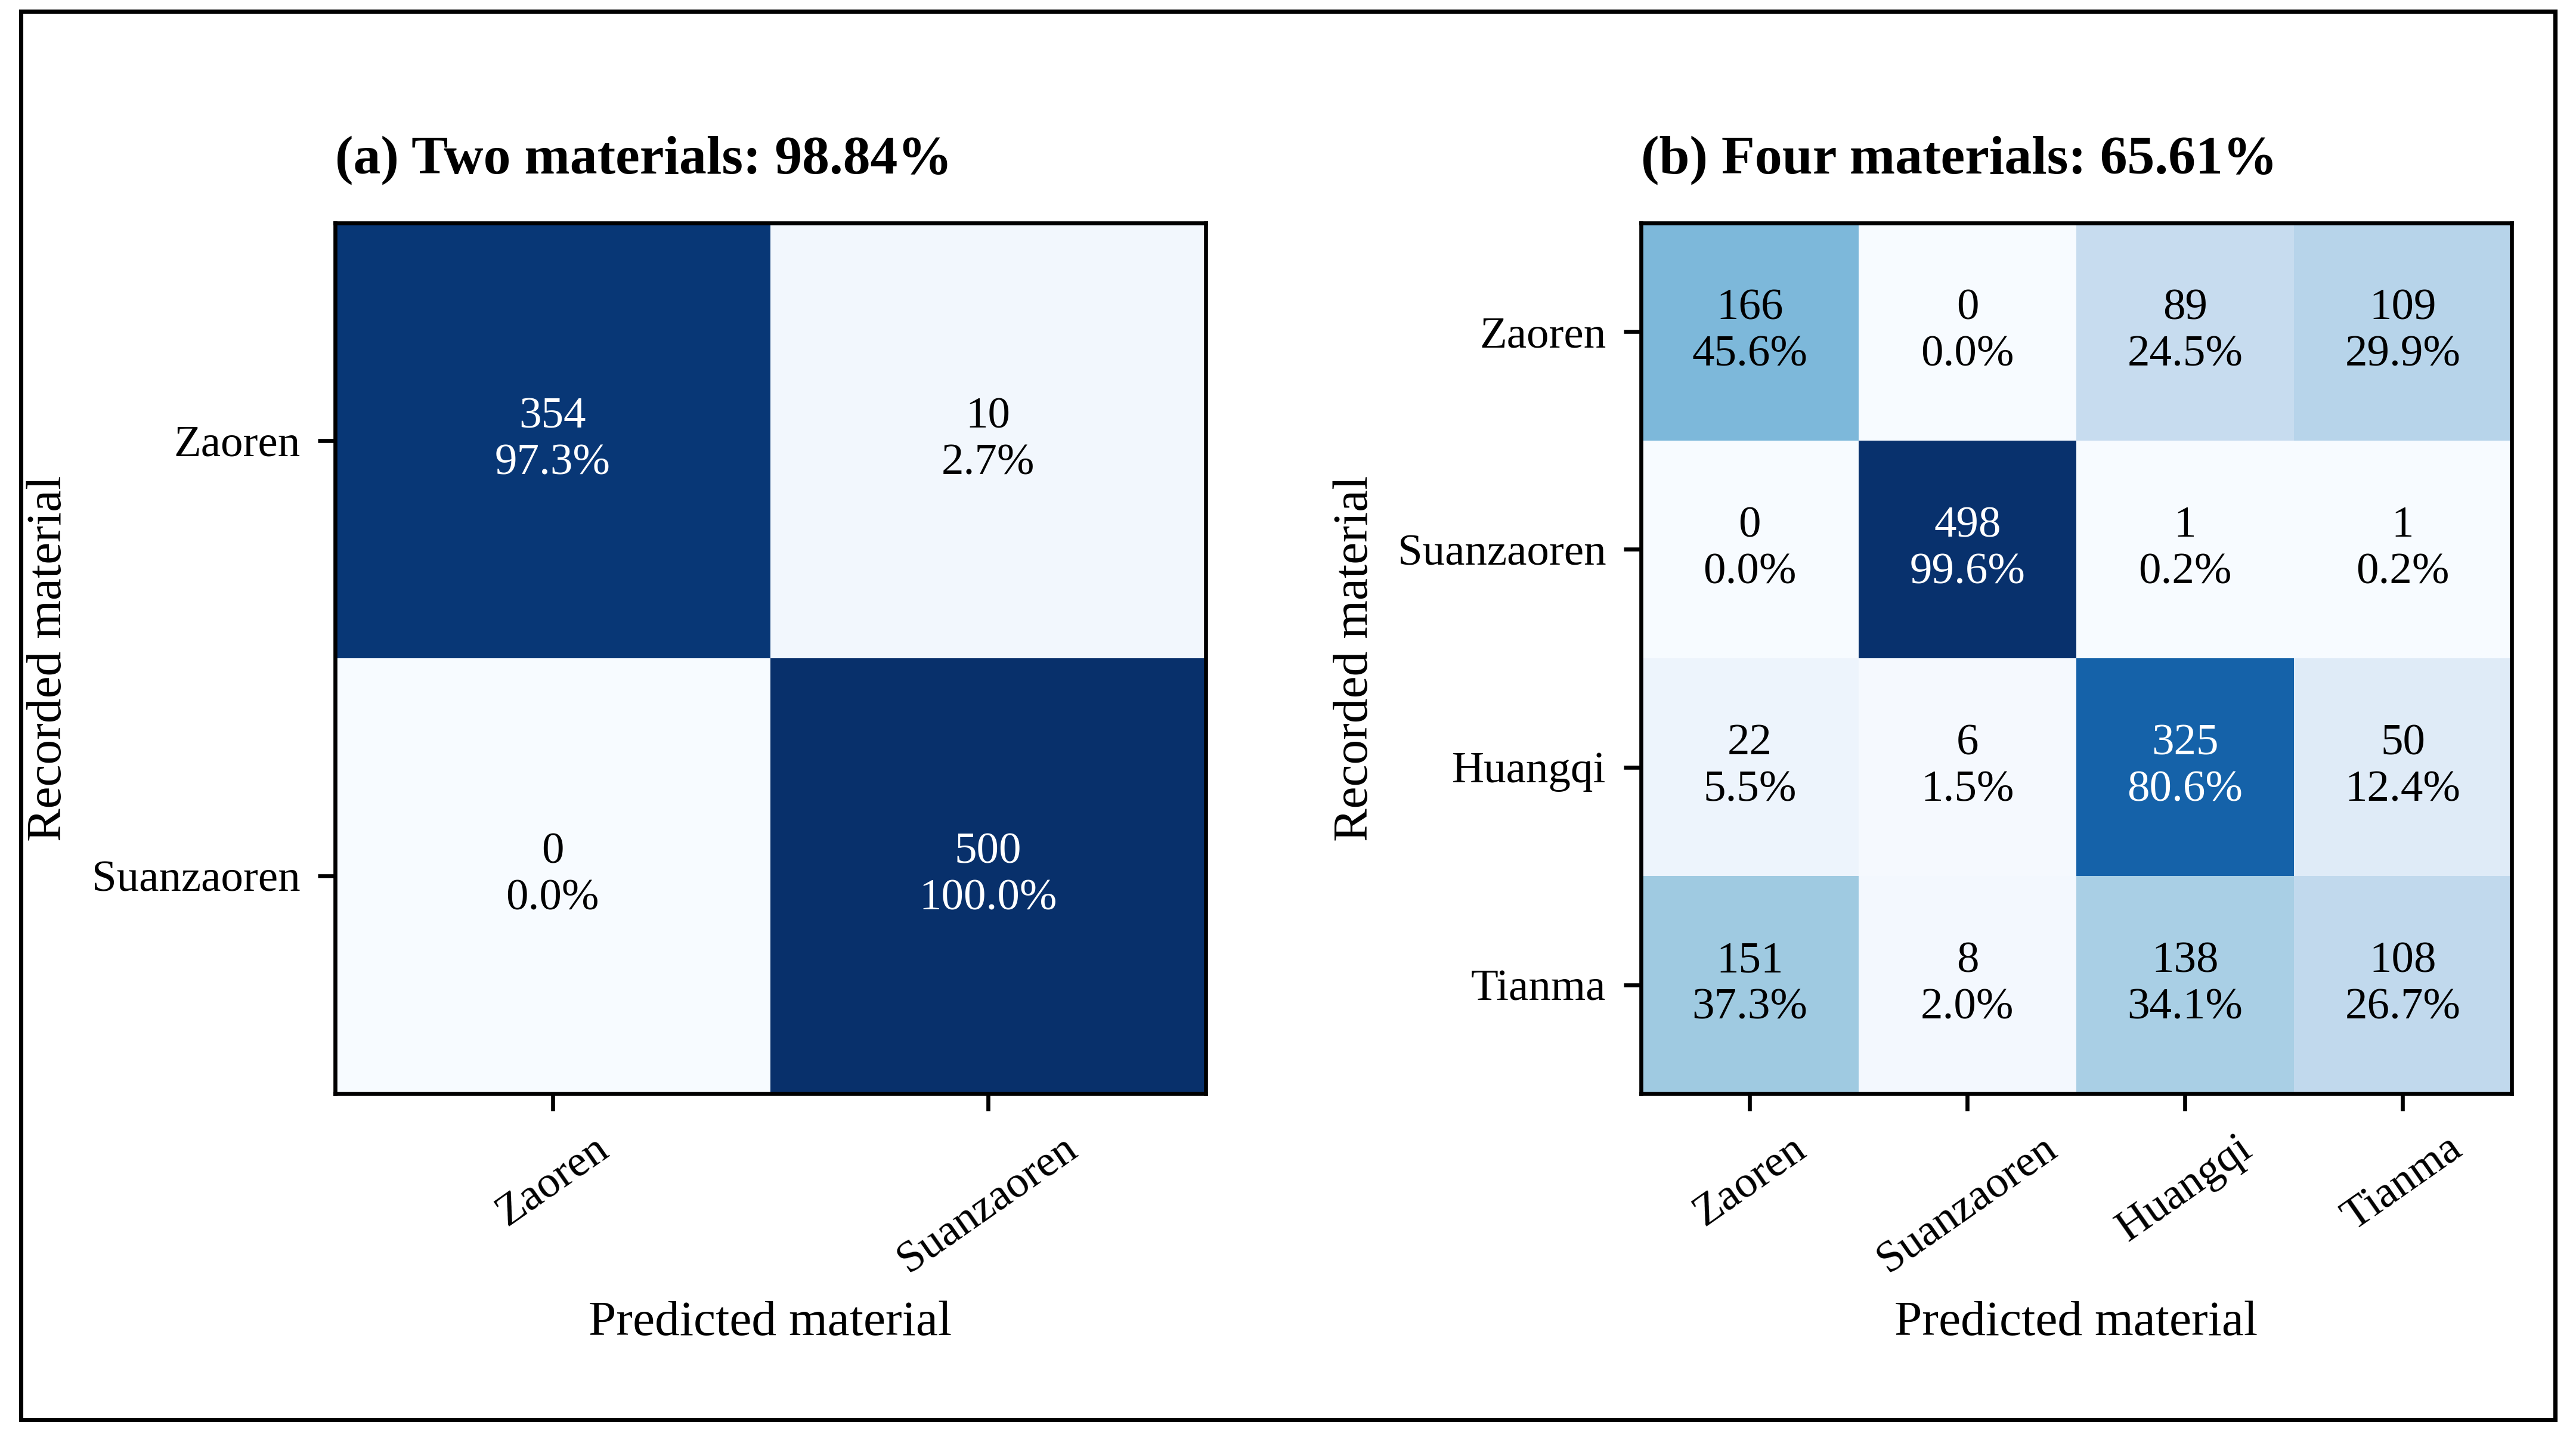 (a) Two materials: 98.84%
Recorded material
Zaoren
354
97.3%
10
2.7%
Suanzaoren
0
0.0%
500
100.0%
Zaoren
Suanzaoren
Predicted material
(b) Four materials: 65.61%
Recorded material
Zaoren
166
45.6%
0
0.0%
89
24.5%
109
29.9%
Suanzaoren
0
0.0%
498
99.6%
1
0.2%
1
0.2%
Huangqi
22
5.5%
6
1.5%
325
80.6%
50
12.4%
Tianma
151
37.3%
8
2.0%
138
34.1%
108
26.7%
Zaoren
Suanzaoren
Huangqi
Tianma
Predicted material